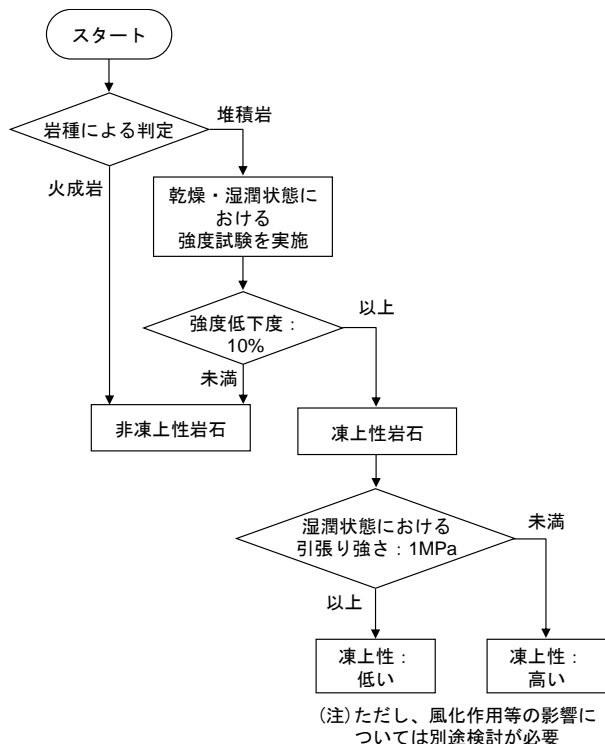 スタート
岩種による判定
堆積岩
火成岩
乾燥・湿潤状態に
おける
強度試験を実施
強度低下度：
10%
以上
未満
非凍上性岩石
凍上性岩石
湿潤状態における
引張り強さ：1MPa
未満
以上
凍上性：
低い
凍上性：
高い
(注)ただし、風化作用等の影響に
ついては別途検討が必要